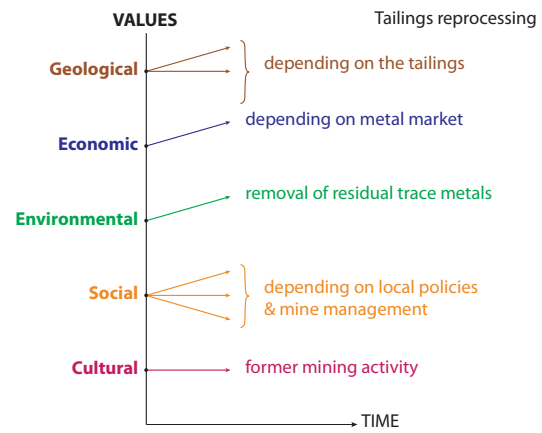 VALUES
Tailings reprocessing
Geological
depending on the tailings
depending on metal market
Economic
removal of residual trace metals
Environmental
Social
depending on local policies
& mine management
Cultural
former mining activity
TIME